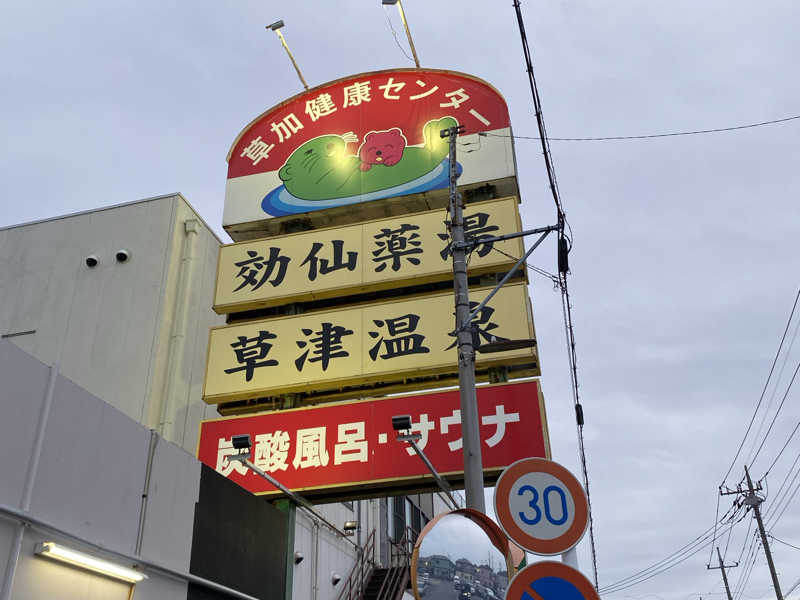 草加健康センター
効仙薬湯
草津温泉
炭酸風呂・サウナ
30